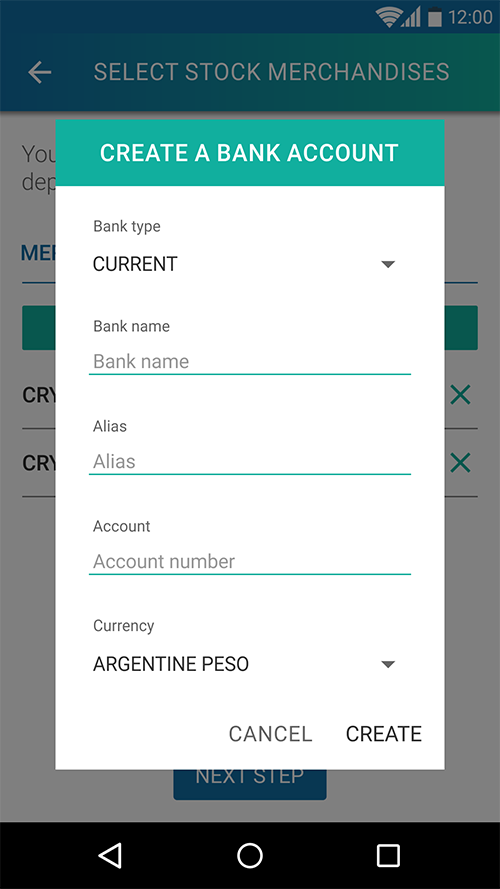 12:00
SELECT STOCK MERCHANDISES
You
dep
CREATE A BANK ACCOUNT
Bank type
CURRENT
MER
Bank name
Bank name
CRY
Alias
Alias
CRY
Account
Account number
Currency
ARGENTINE PESO
CANCEL CREATE
NEXT STEP